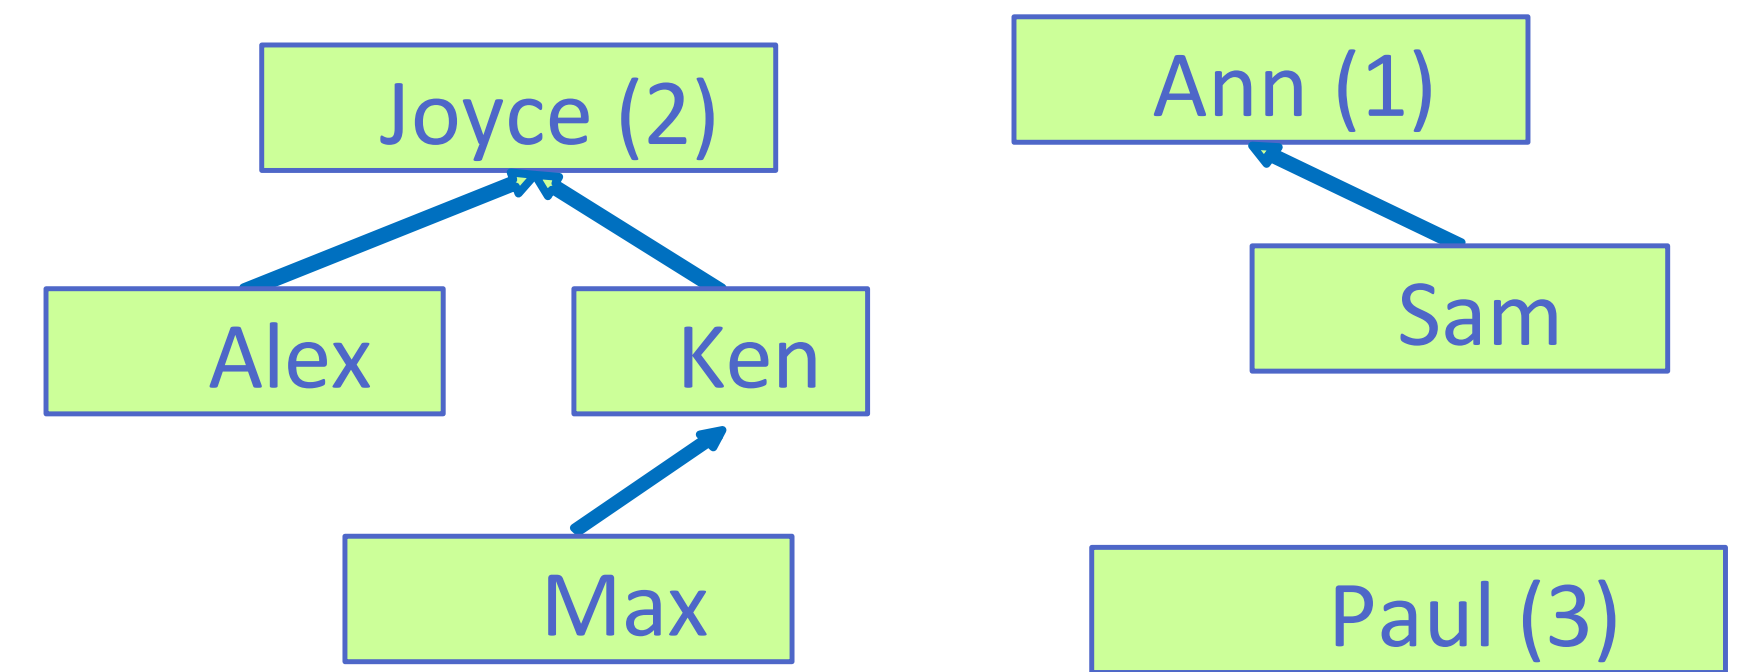 Joyce (2)
Ann (1)
Alex
Ken
Sam
Max
Paul (3)